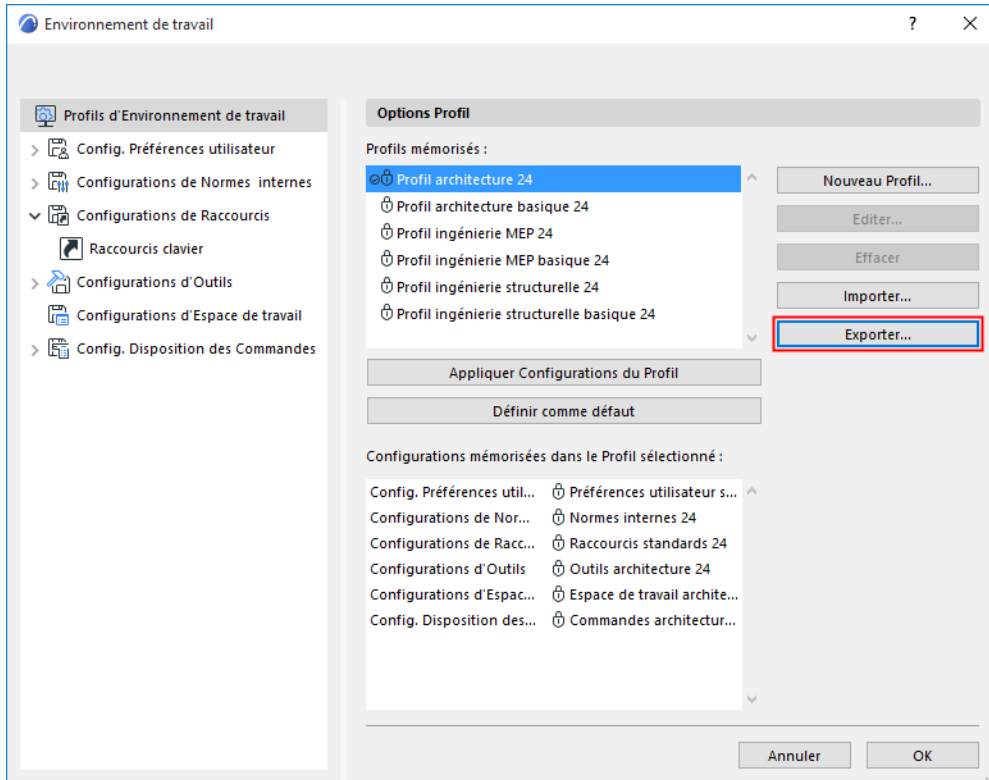 Environnement de travail
?
Profils d'Environnement de travail
Config. Préférences utilisateur
Configurations de Normes internes
Configurations de Raccourcis
Raccourcis clavier
Configurations d'Outils
Configurations d'Espace de travail
Config. Disposition des Commandes
Options Profil
Profils mémorisés :
Profil architecture 24
Profil architecture basique 24
Profil ingénierie MEP 24
Profil ingénierie MEP basique 24
Profil ingénierie structurelle 24
Profil ingénierie structurelle basique 24
Nouveau Profil...
Editer...
Effacer
Importer...
Exporter...
Appliquer Configurations du Profil
Définir comme défaut
Configurations mémorisées dans le Profil sélectionné :
Config. Préférences util... Préférences utilisateur s...
Configurations de Nor... Normes internes 24
Configurations de Racc... Raccourcis standards 24
Configurations d'Outils Outils architecture 24
Configurations d'Espac... Espace de travail archite...
Config. Disposition des... Commandes architectur...
Annuler
OK